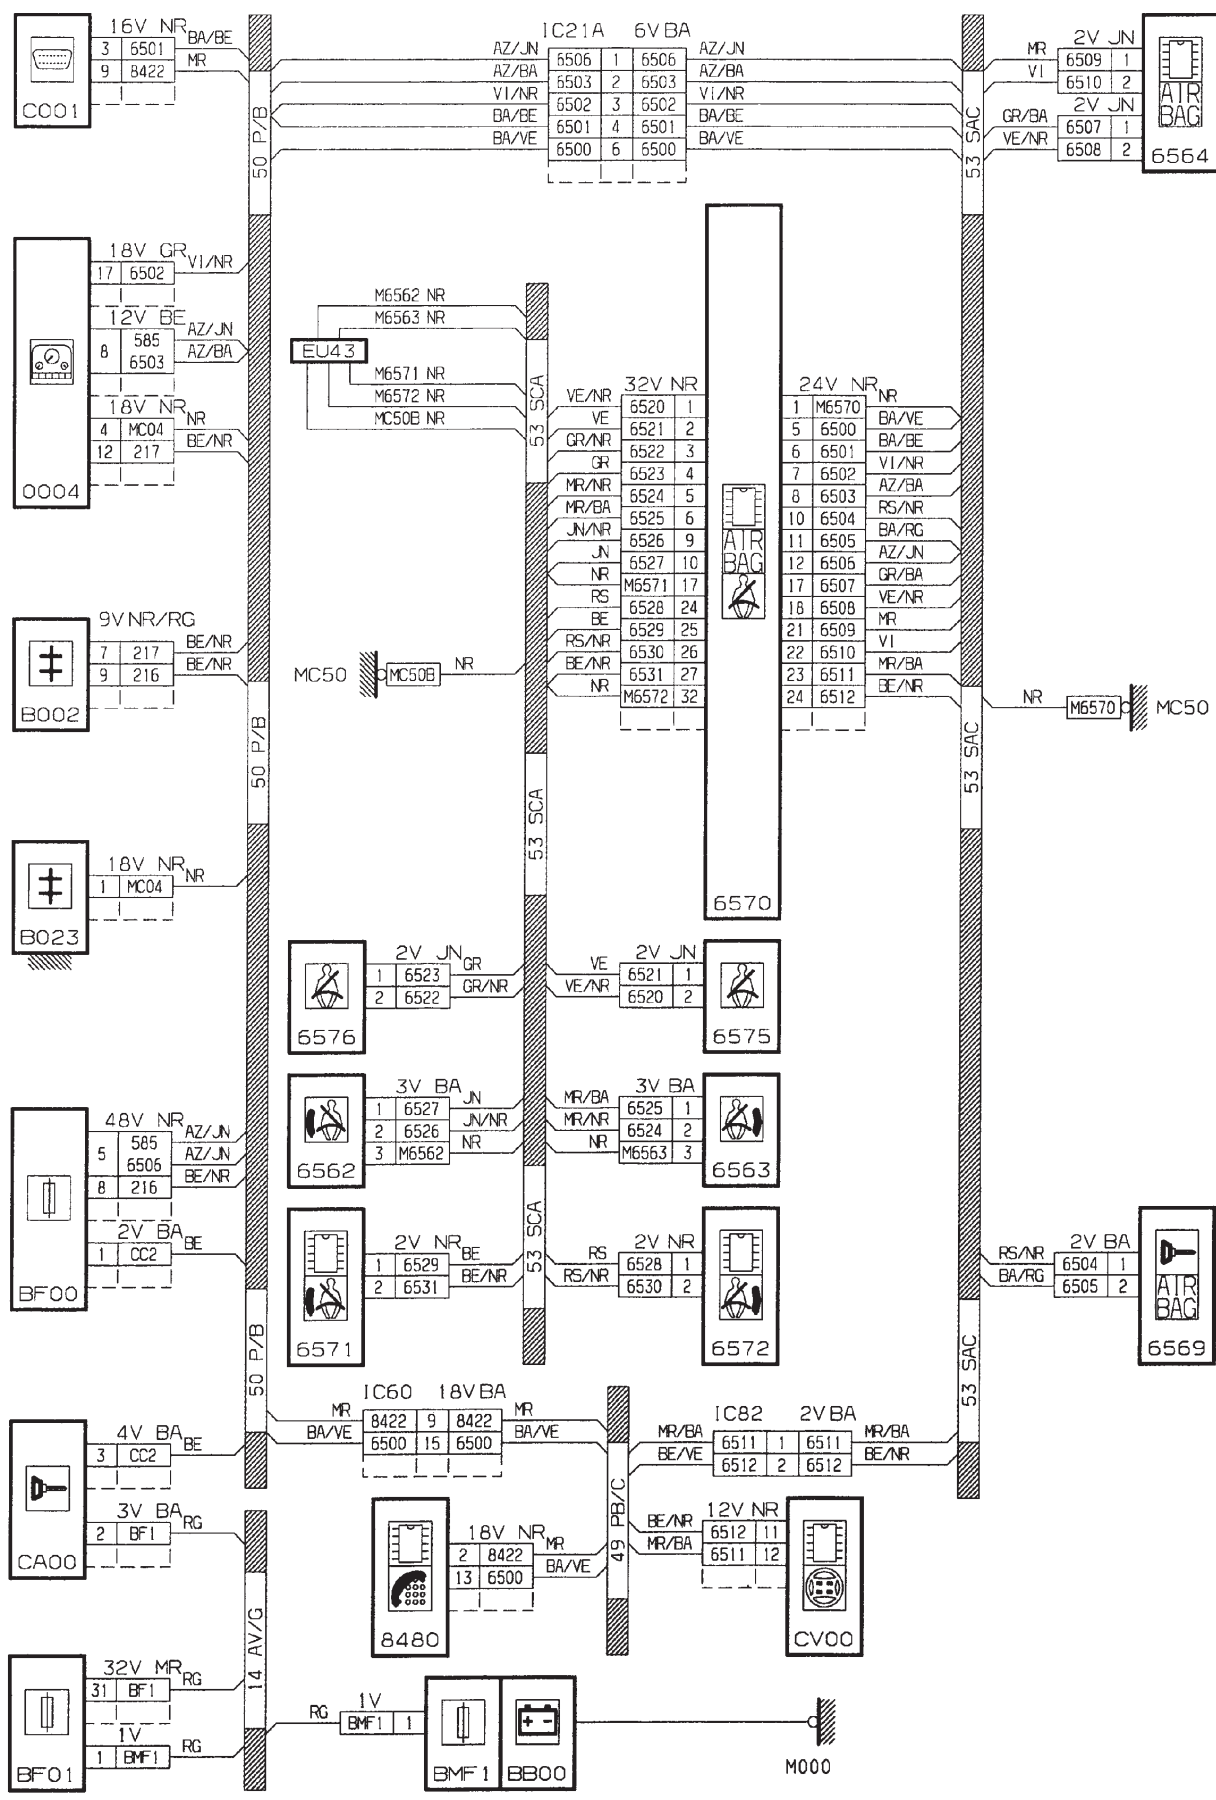 16V NR
3 6501 BA/BE
9 8422 MR
C001
50 P/B
IC21A 6V BA
AZ/JN 6506 1 6506 AZ/JN
AZ/BA 6503 2 6503 AZ/BA
VI/NR 6502 3 6502 VI/NR
BA/BE 6501 4 6501 BA/BE
BA/VE 6500 6 6500 BA/VE
53 SAC
2V JN
MR 6509 1
VI 6510 2
2V JN
GR/BA 6507 1
VE/NR 6508 2
AIR
BAG
6564
18V GR
17 6502 VI/NR
12V BE
8 585 AZ/JN
6503 AZ/BA
18V NR
4 MC04 NR
12 217 BE/NR
0004
M6562 NR
M6563 NR
EU43
M6571 NR
M6572 NR
MC50B NR
53 SCA
32V NR
VE/NR 6520 1
VE 6521 2
GR/NR 6522 3
GR 6523 4
MR/NR 6524 5
MR/BA 6525 6
JN/NR 6526 9
JN 6527 10
NR M6571 17
RS 6528 24
BE 6529 25
RS/NR 6530 26
BE/NR 6531 27
NR M6572 32
AIR
BAG
6570
24V NR
1 M6570 NR
5 6500 BA/VE
6 6501 BA/BE
7 6502 VI/NR
8 6503 AZ/BA
10 6504 RS/NR
11 6505 BA/RG
12 6506 AZ/JN
17 6507 GR/BA
18 6508 VE/NR
21 6509 MR
22 6510 VI
23 6511 MR/BA
24 6512 BE/NR
9V NR/RG
7 217 BE/NR
9 216 BE/NR
B002
50 P/B
MC50 MC50B NR
53 SCA
53 SAC
NR M6570 MC50
18V NR
1 MC04 NR
B023
2V JN
1 6523 GR
2 6522 GR/NR
6576
2V JN
VE 6521 1
VE/NR 6520 2
6575
3V BA
1 6527 JN
2 6526 JN/NR
3 M6562 NR
6562
3V BA
MR/BA 6525 1
MR/NR 6524 2
NR M6563 3
6563
48V NR
5 585 AZ/JN
6506 AZ/JN
8 216 BE/NR
2V BA
1 CC2 BE
BF00
2V NR
1 6529 BE
2 6531 BE/NR
6571
53 SCA
2V NR
RS 6528 1
RS/NR 6530 2
6572
2V BA
RS/NR 6504 1
BA/RG 6505 2
AIR
BAG
6569
50 P/B
53 SAC
4V BA
3 CC2 BE
3V BA
2 BF1 RG
CA00
IC60 18V BA
MR 8422 9 8422 MR
BA/VE 6500 15 6500 BA/VE
IC82 2V BA
MR/BA 6511 1 6511 MR/BA
BE/VE 6512 2 6512 BE/NR
49 PB/C
18V NR
2 8422 MR
13 6500 BA/VE
8480
12V NR
BE/NR 6512 11
MR/BA 6511 12
CV00
14 AV/G
32V MR
31 BF1 RG
1V
1 BMF1 RG
BF01
1V
RG BMF1 1
BMF1
+ -
BB00
M000